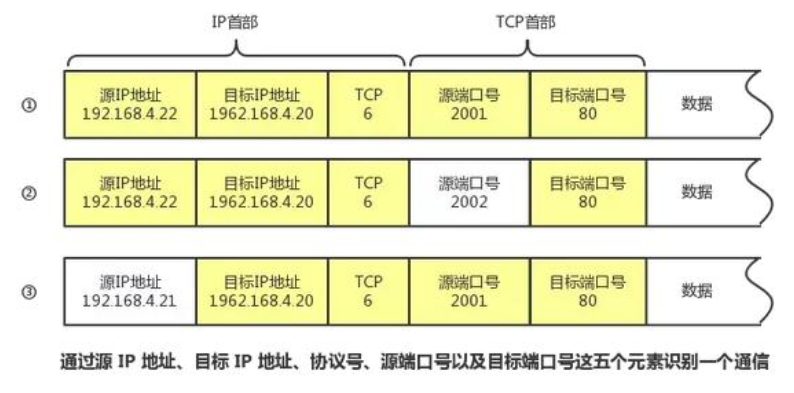 IP首部
TCP首部
①
源IP地址
192.168.4.22
目标IP地址
1962.168.4.20
TCP
6
源端口号
2001
目标端口号
80
数据
②
源IP地址
192.168.4.22
目标IP地址
1962.168.4.20
TCP
6
源端口号
2002
目标端口号
80
数据
③
源IP地址
192.168.4.21
目标IP地址
1962.168.4.20
TCP
6
源端口号
2001
目标端口号
80
数据
通过源 IP 地址、目标 IP 地址、协议号、源端口号以及目标端口号这五个元素识别一个通信